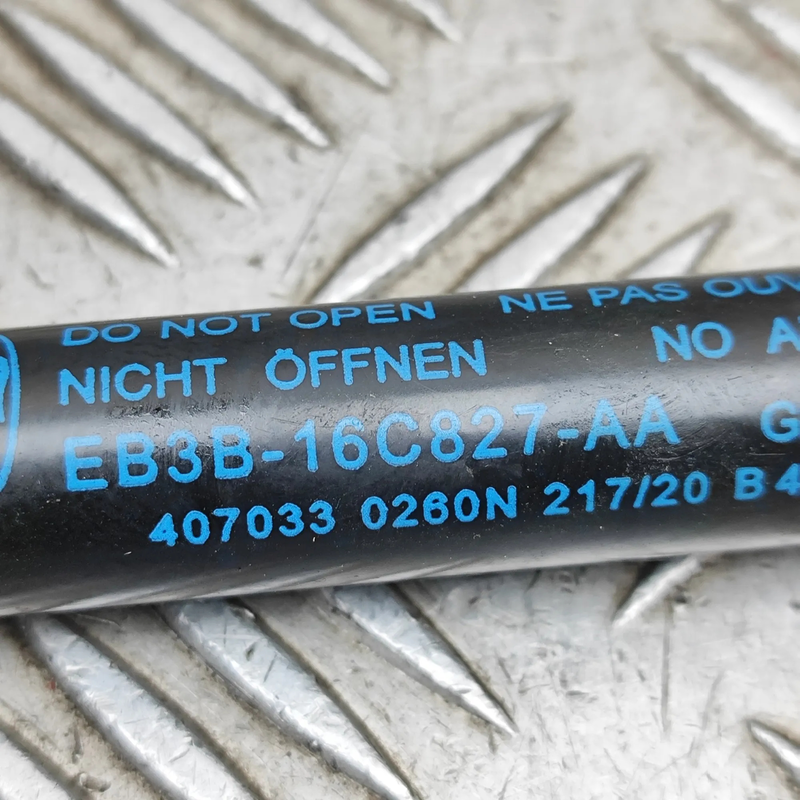 DO NOT OPEN NE PAS OUV
NICHT ÖFFNEN NO A
EB3B-16C827-AA G
407033 0260N 217/20 B4